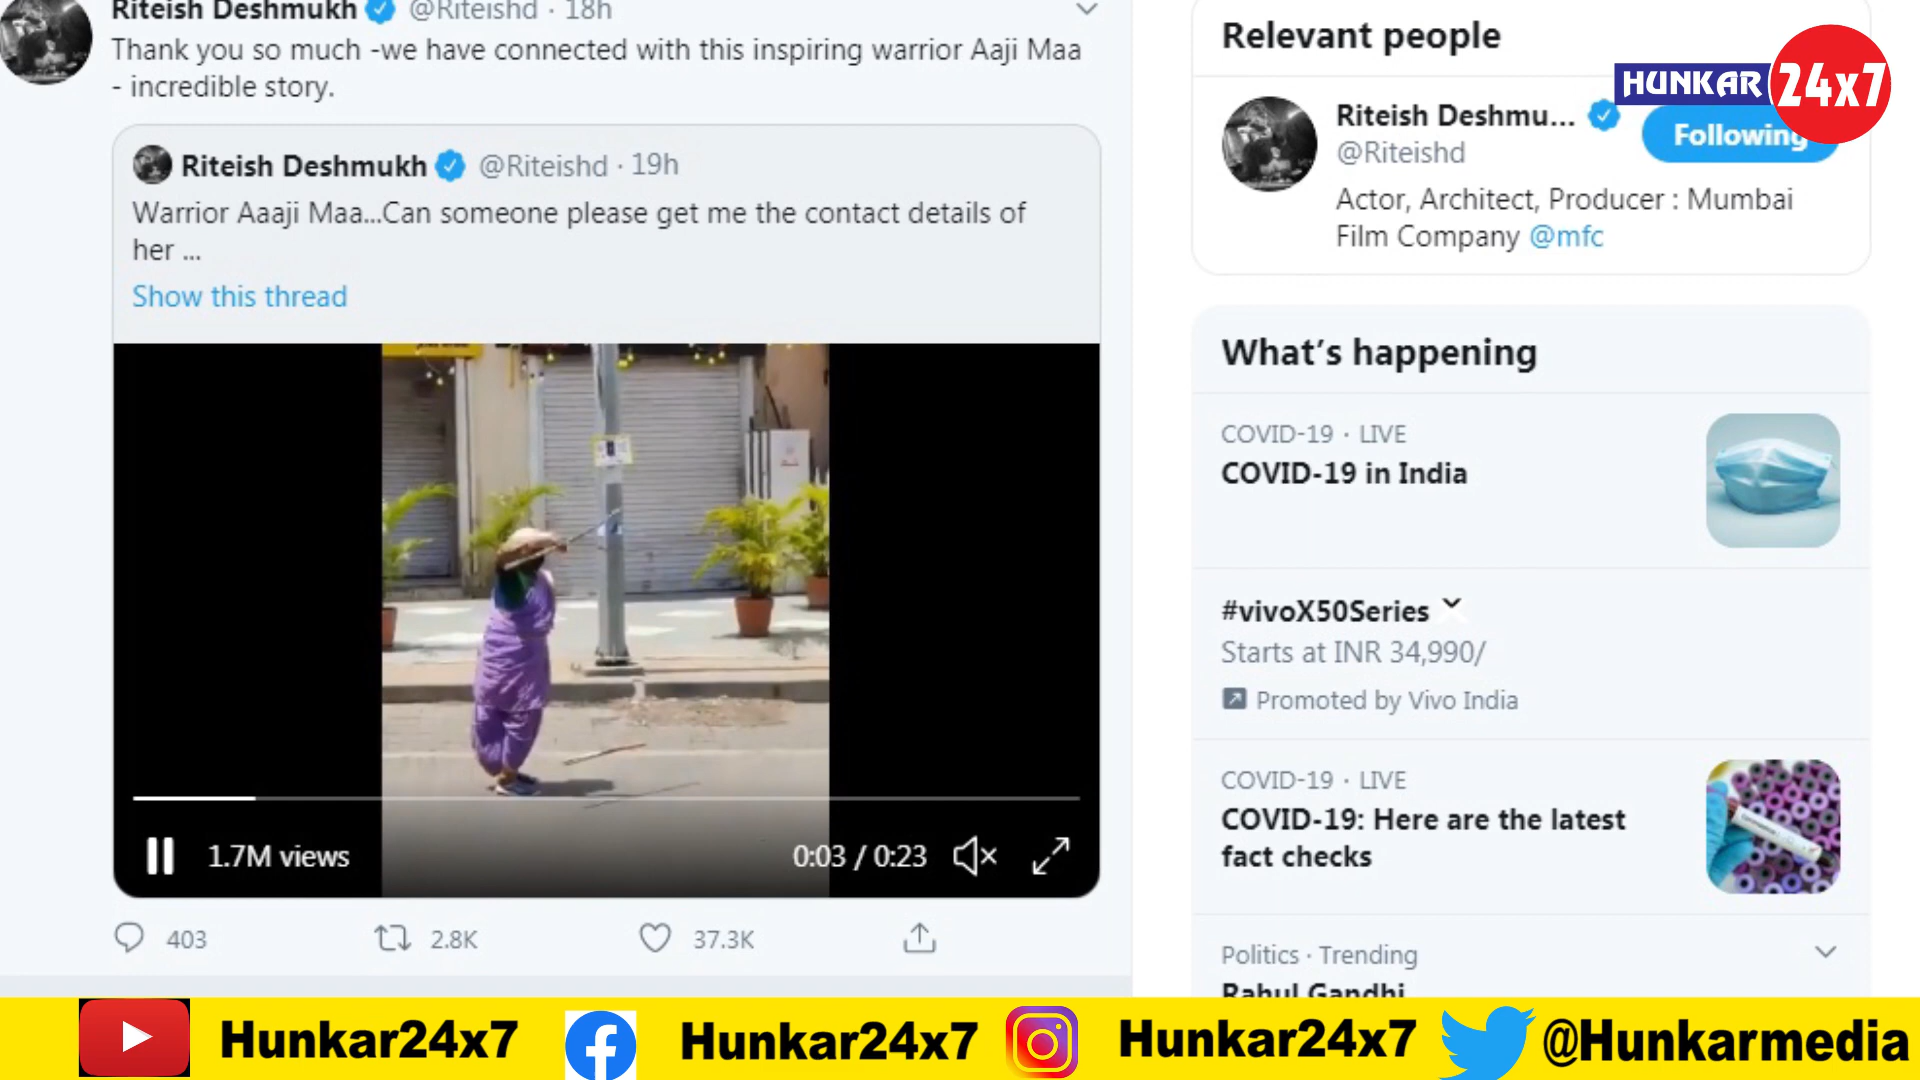 Riteish Deshmukh @Riteishd · 18h
Thank you so much -we have connected with this inspiring warrior Aaji Maa
- incredible story.
Riteish Deshmukh @Riteishd · 19h
Warrior Aaaji Maa...Can someone please get me the contact details of
her ...
Show this thread
1.7M views
0:03 / 0:23
403
2.8K
37.3K
Relevant people
HUNKAR 24x7
Riteish Deshmu...
Following
@Riteishd
Actor, Architect, Producer : Mumbai
Film Company @mfc
What's happening
COVID-19 · LIVE
COVID-19 in India
#vivoX50Series
Starts at INR 34,990/
Promoted by Vivo India
COVID-19 · LIVE
COVID-19: Here are the latest
fact checks
Politics · Trending
Rahul Gandhi
Hunkar24x7
Hunkar24x7
Hunkar24x7
@Hunkarmedia